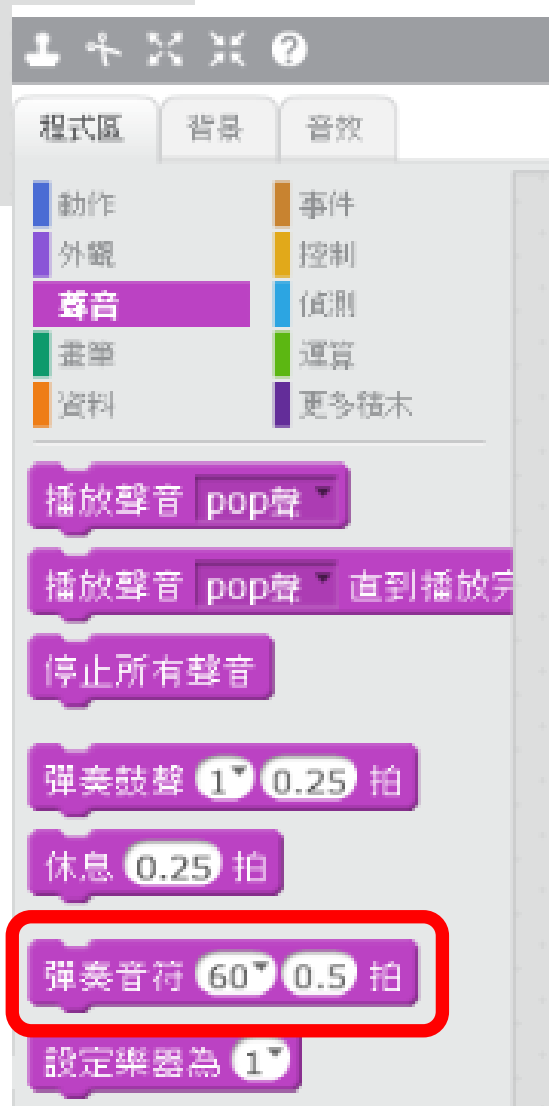 程式區 背景 音效
動作 事件
外觀 控制
聲音 偵測
畫筆 運算
資料 更多積木
播放聲音 pop聲
播放聲音 pop聲 直到播放完
停止所有聲音
彈奏鼓聲 1 0.25 拍
休息 0.25 拍
彈奏音符 60 0.5 拍
設定樂器為 1